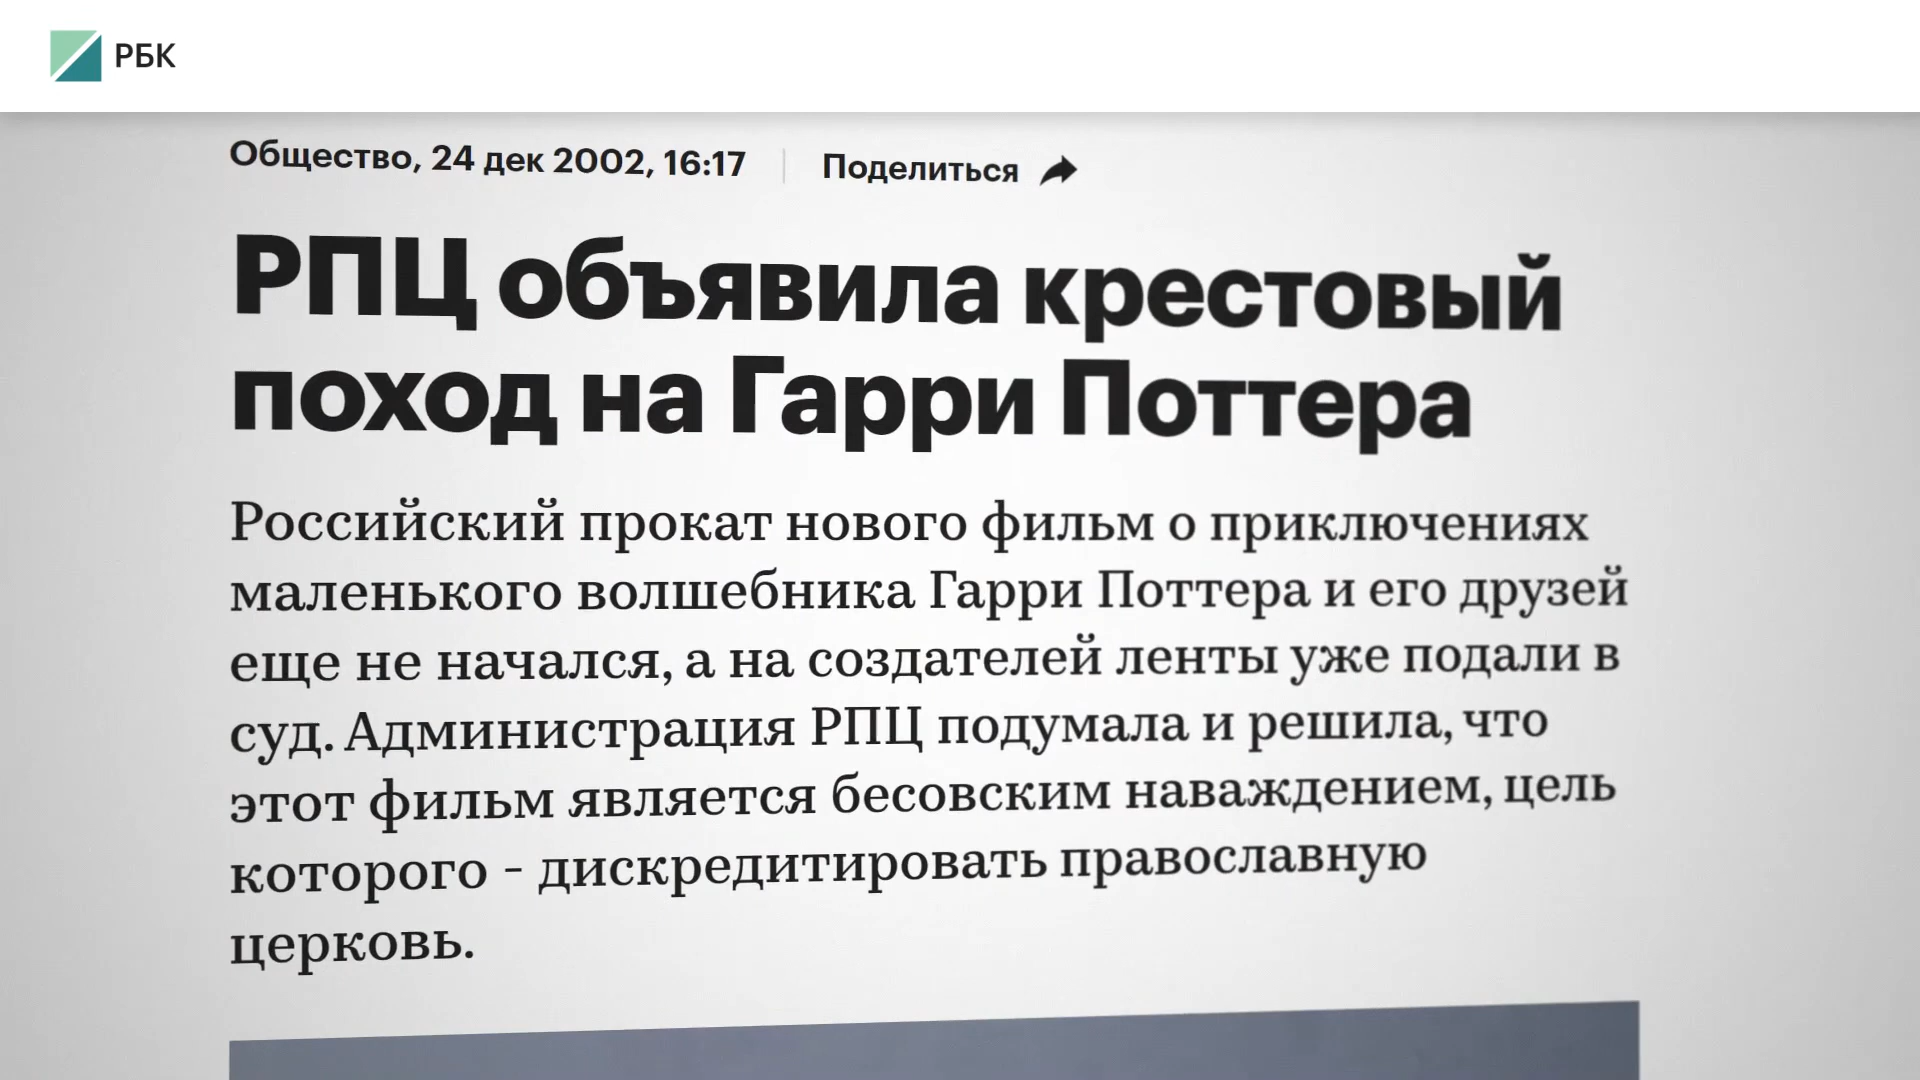 РБК
Общество, 24 дек 2002, 16:17 Поделиться
РПЦ объявила крестовый
поход на Гарри Поттера
Российский прокат нового фильм о приключениях
маленького волшебника Гарри Поттера и его друзей
еще не начался, а на создателей ленты уже подали в
суд. Администрация РПЦ подумала и решила, что
этот фильм является бесовским наваждением, цель
которого - дискредитировать православную
церковь.